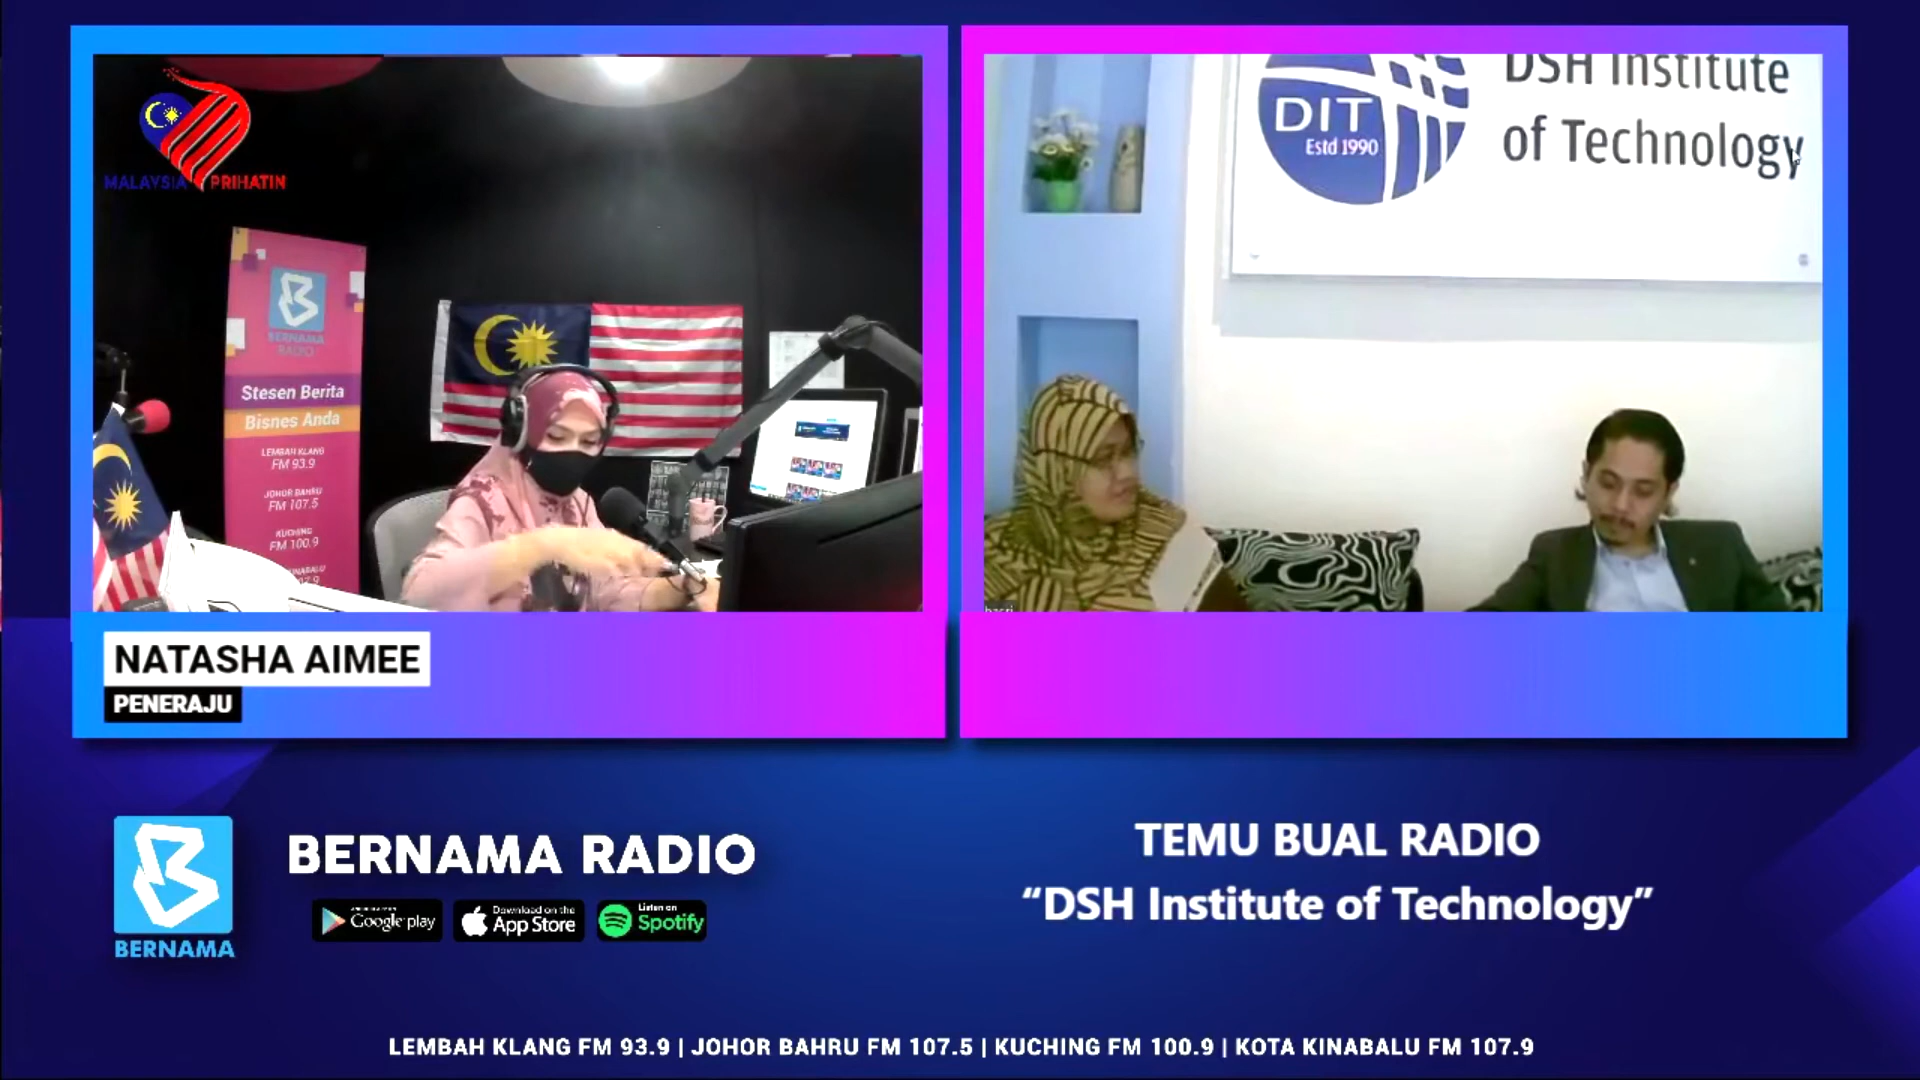 MALAYSIA PRIHATIN
BERNAMA
RADIO
Stesen Berita
Bisnes Anda
LEMBAH KLANG
FM 93.9
JOHOR BAHRU
FM 107.5
KUCHING
FM 100.9
DIT
Estd 1990
DSH Institute
of Technology
NATASHA AIMEE
PENERAJU
BERNAMA
BERNAMA RADIO
Google play
Download on the
App Store
Listen on
Spotify
TEMU BUAL RADIO
“DSH Institute of Technology”
LEMBAH KLANG FM 93.9 | JOHOR BAHRU FM 107.5 | KUCHING FM 100.9 | KOTA KINABALU FM 107.9